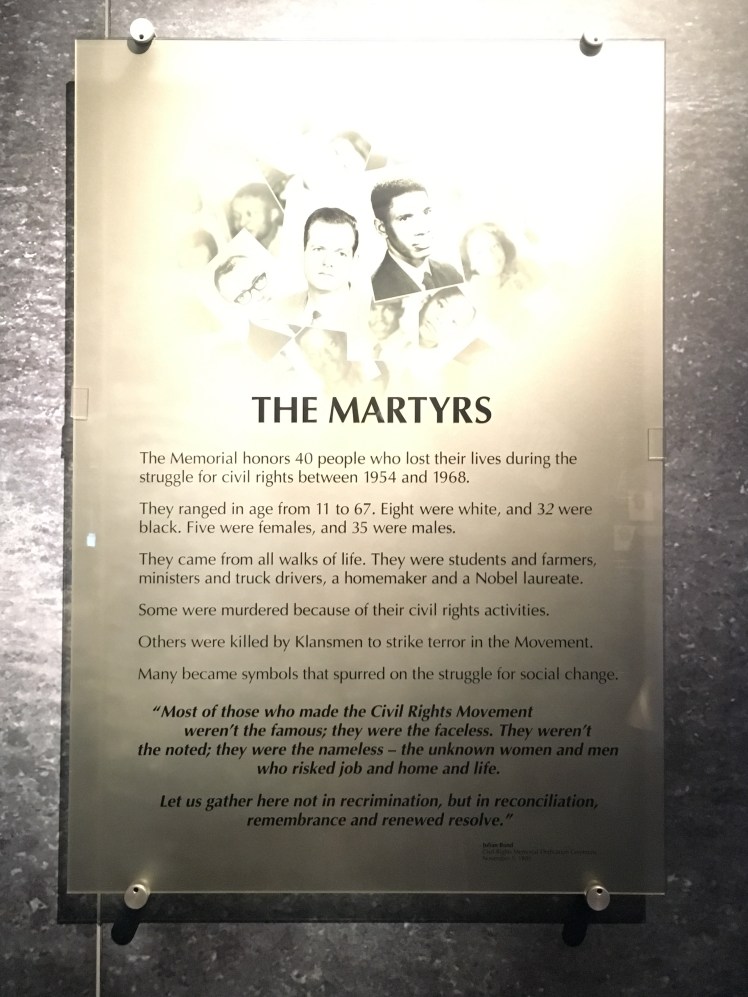 THE MARTYRS
The Memorial honors 40 people who lost their lives during the
struggle for civil rights between 1954 and 1968.
They ranged in age from 11 to 67. Eight were white, and 32 were
black. Five were females, and 35 were males.
They came from all walks of life. They were students and farmers,
ministers and truck drivers, a homemaker and a Nobel laureate.
Some were murdered because of their civil rights activities.
Others were killed by Klansmen to strike terror in the Movement.
Many became symbols that spurred on the struggle for social change.
“Most of those who made the Civil Rights Movement
weren’t the famous; they were the faceless. They weren’t
the noted; they were the nameless – the unknown women and men
who risked job and home and life.
Let us gather here not in recrimination, but in reconciliation,
remembrance and renewed resolve.”
Julian Bond
Civil Rights Memorial Dedication Ceremony